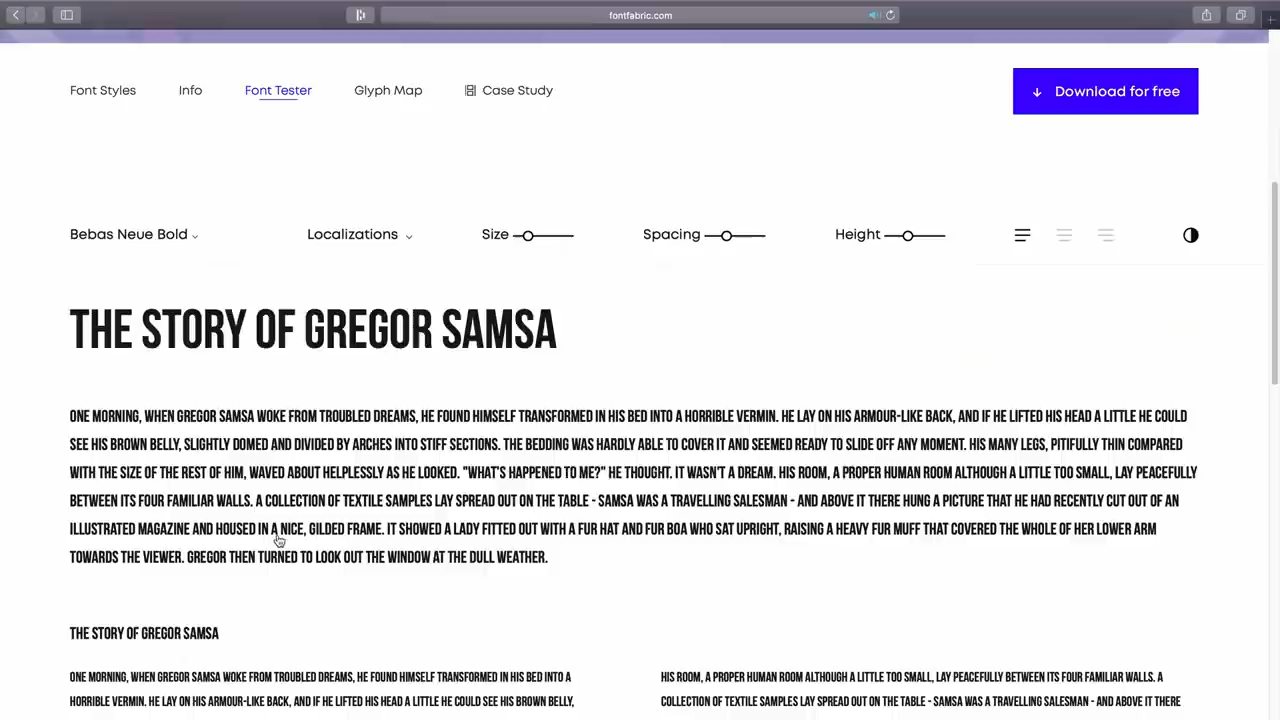 fontfabric.com
Font Styles Info Font Tester Glyph Map Case Study Download for free
Bebas Neue Bold Localizations Size Spacing Height
THE STORY OF GREGOR SAMSA
ONE MORNING, WHEN GREGOR SAMSA WOKE FROM TROUBLED DREAMS, HE FOUND HIMSELF TRANSFORMED IN HIS BED INTO A HORRIBLE VERMIN. HE LAY ON HIS ARMOUR-LIKE BACK, AND IF HE LIFTED HIS HEAD A LITTLE HE COULD
SEE HIS BROWN BELLY, SLIGHTLY DOMED AND DIVIDED BY ARCHES INTO STIFF SECTIONS. THE BEDDING WAS HARDLY ABLE TO COVER IT AND SEEMED READY TO SLIDE OFF ANY MOMENT. HIS MANY LEGS, PITIFULLY THIN COMPARED
WITH THE SIZE OF THE REST OF HIM, WAVED ABOUT HELPLESSLY AS HE LOOKED. "WHAT'S HAPPENED TO ME?" HE THOUGHT. IT WASN'T A DREAM. HIS ROOM, A PROPER HUMAN ROOM ALTHOUGH A LITTLE TOO SMALL, LAY PEACEFULLY
BETWEEN ITS FOUR FAMILIAR WALLS. A COLLECTION OF TEXTILE SAMPLES LAY SPREAD OUT ON THE TABLE - SAMSA WAS A TRAVELLING SALESMAN - AND ABOVE IT THERE HUNG A PICTURE THAT HE HAD RECENTLY CUT OUT OF AN
ILLUSTRATED MAGAZINE AND HOUSED IN A NICE, GILDED FRAME. IT SHOWED A LADY FITTED OUT WITH A FUR HAT AND FUR BOA WHO SAT UPRIGHT, RAISING A HEAVY FUR MUFF THAT COVERED THE WHOLE OF HER LOWER ARM
TOWARDS THE VIEWER. GREGOR THEN TURNED TO LOOK OUT THE WINDOW AT THE DULL WEATHER.
THE STORY OF GREGOR SAMSA
ONE MORNING, WHEN GREGOR SAMSA WOKE FROM TROUBLED DREAMS, HE FOUND HIMSELF TRANSFORMED IN HIS BED INTO A
HORRIBLE VERMIN. HE LAY ON HIS ARMOUR-LIKE BACK, AND IF HE LIFTED HIS HEAD A LITTLE HE COULD SEE HIS BROWN BELLY,
HIS ROOM, A PROPER HUMAN ROOM ALTHOUGH A LITTLE TOO SMALL, LAY PEACEFULLY BETWEEN ITS FOUR FAMILIAR WALLS. A
COLLECTION OF TEXTILE SAMPLES LAY SPREAD OUT ON THE TABLE - SAMSA WAS A TRAVELLING SALESMAN - AND ABOVE IT THERE